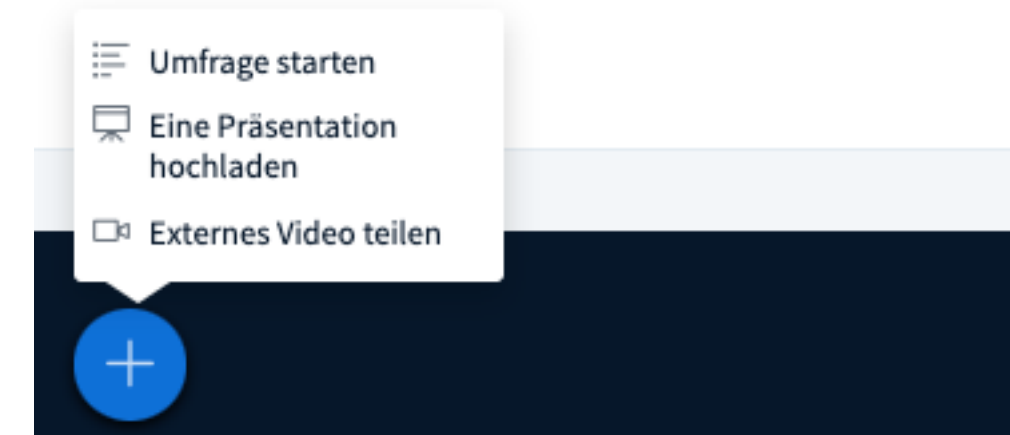 Umfrage starten
Eine Präsentation
hochladen
Externes Video teilen